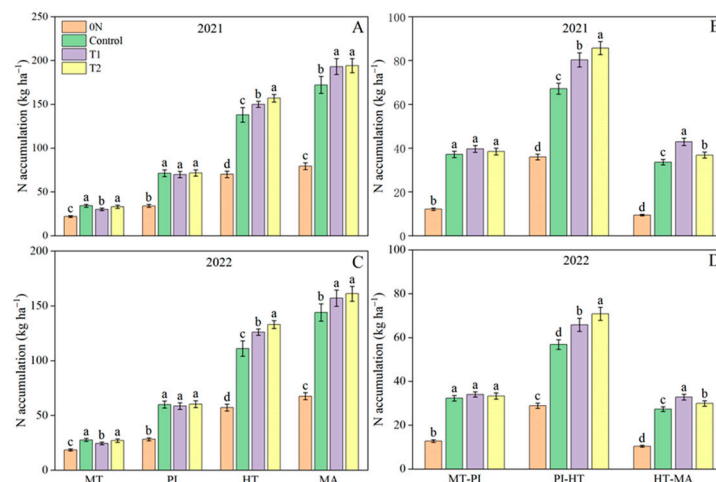 250
200
150
100
50
0
N accumulation (kg ha⁻¹)
2021
A
0N
Control
T1
T2
c a b a
b a a a
d c b a
c b a a
100
80
60
40
20
0
N accumulation (kg ha⁻¹)
2021
B
b a a a
d c b a
d c a b
200
150
100
50
0
N accumulation (kg ha⁻¹)
2022
C
c a b a
b a a a
d c b a
c b a a
MT PI HT MA
100
80
60
40
20
0
N accumulation (kg ha⁻¹)
2022
D
b a a a
b d b a
d c a b
MT-PI PI-HT HT-MA